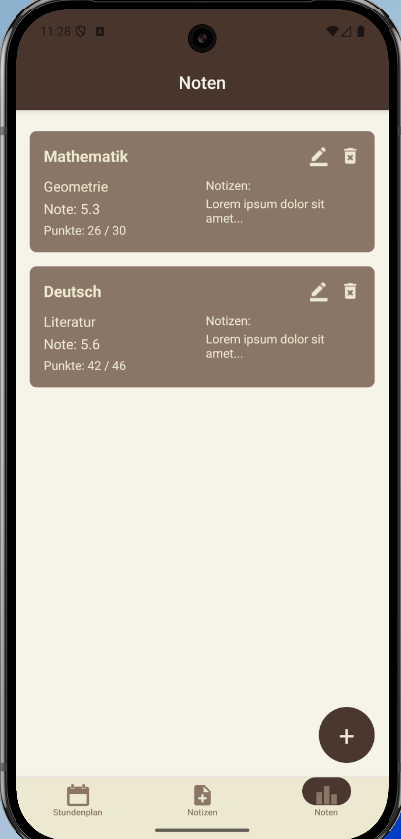 11:28
Noten
Mathematik
Geometrie
Note: 5.3
Punkte: 26 / 30
Notizen:
Lorem ipsum dolor sit
amet...
Deutsch
Literatur
Note: 5.6
Punkte: 42 / 46
Notizen:
Lorem ipsum dolor sit
amet...
+
Stundenplan
Notizen
Noten